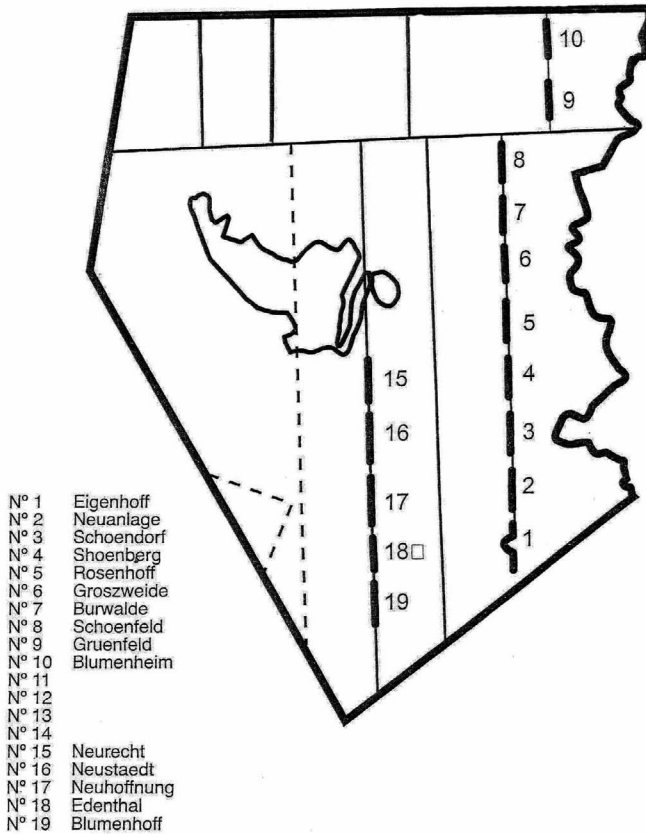 10
9
8
7
6
5
4
15
3
16
2
17
1
18
19
Nº 1 Eigenhoff
Nº 2 Neuanlage
Nº 3 Schoendorf
Nº 4 Shoenberg
Nº 5 Rosenhoff
Nº 6 Groszweide
Nº 7 Burwalde
Nº 8 Schoenfeld
Nº 9 Gruenfeld
Nº 10 Blumenheim
Nº 11
Nº 12
Nº 13
Nº 14
Nº 15 Neurecht
Nº 16 Neustaedt
Nº 17 Neuhoffnung
Nº 18 Edenthal
Nº 19 Blumenhoff